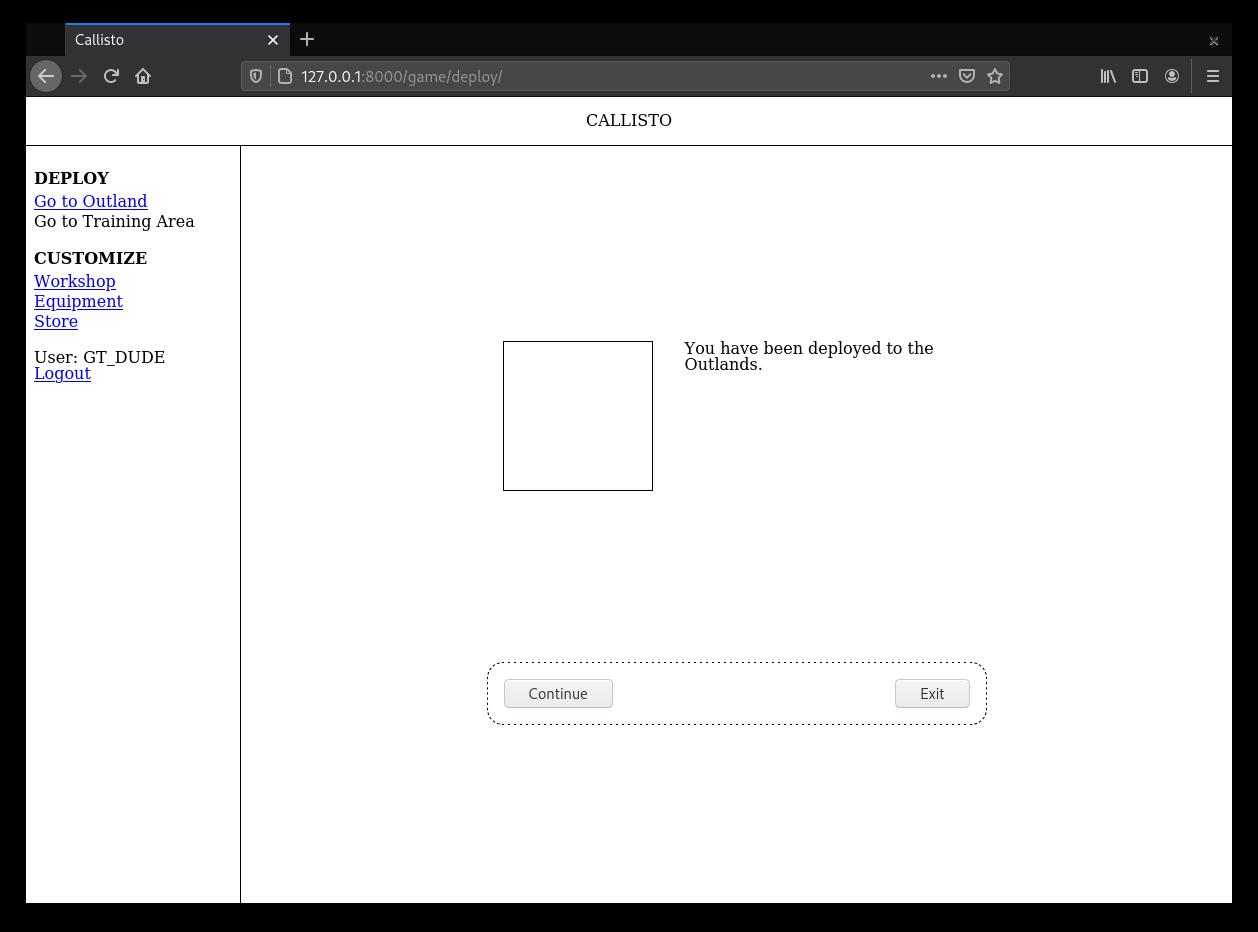 Callisto
127.0.0.1:8000/game/deploy/
CALLISTO
DEPLOY
Go to Outland
Go to Training Area
CUSTOMIZE
Workshop
Equipment
Store
User: GT_DUDE
Logout
You have been deployed to the
Outlands.
Continue
Exit